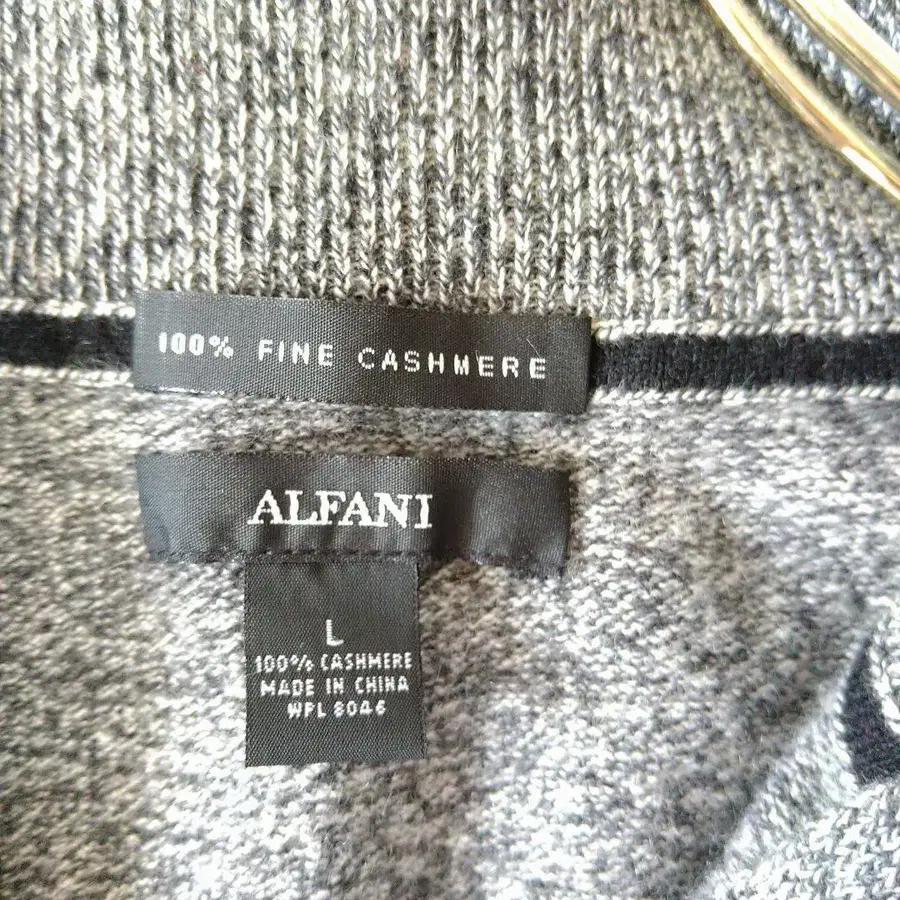 100% FINE CASHMERE
ALFANI
L
100% CASHMERE
MADE IN CHINA
WPL 8046